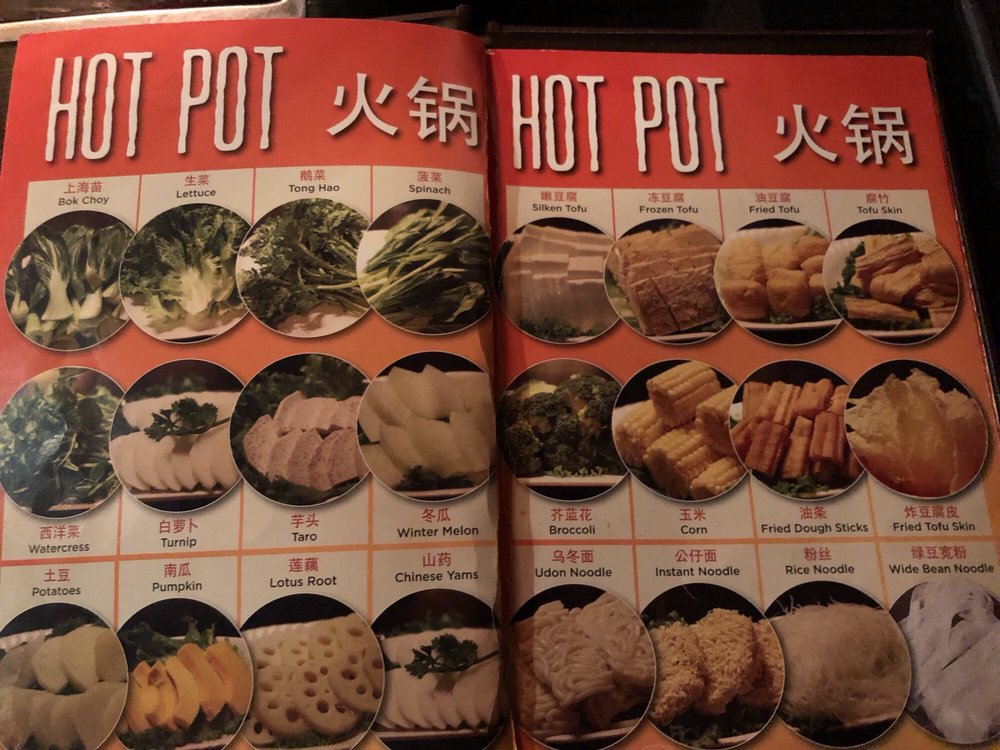 HOT POT 火锅
上海苗
Bok Choy
生菜
Lettuce
鹅菜
Tong Hao
菠菜
Spinach
西洋菜
Watercress
白萝卜
Turnip
芋头
Taro
冬瓜
Winter Melon
土豆
Potatoes
南瓜
Pumpkin
莲藕
Lotus Root
山药
Chinese Yams
HOT POT 火锅
嫩豆腐
Silken Tofu
冻豆腐
Frozen Tofu
油豆腐
Fried Tofu
腐竹
Tofu Skin
芥蓝花
Broccoli
玉米
Corn
油条
Fried Dough Sticks
炸豆腐皮
Fried Tofu Skin
乌冬面
Udon Noodle
公仔面
Instant Noodle
粉丝
Rice Noodle
绿豆宽粉
Wide Bean Noodle